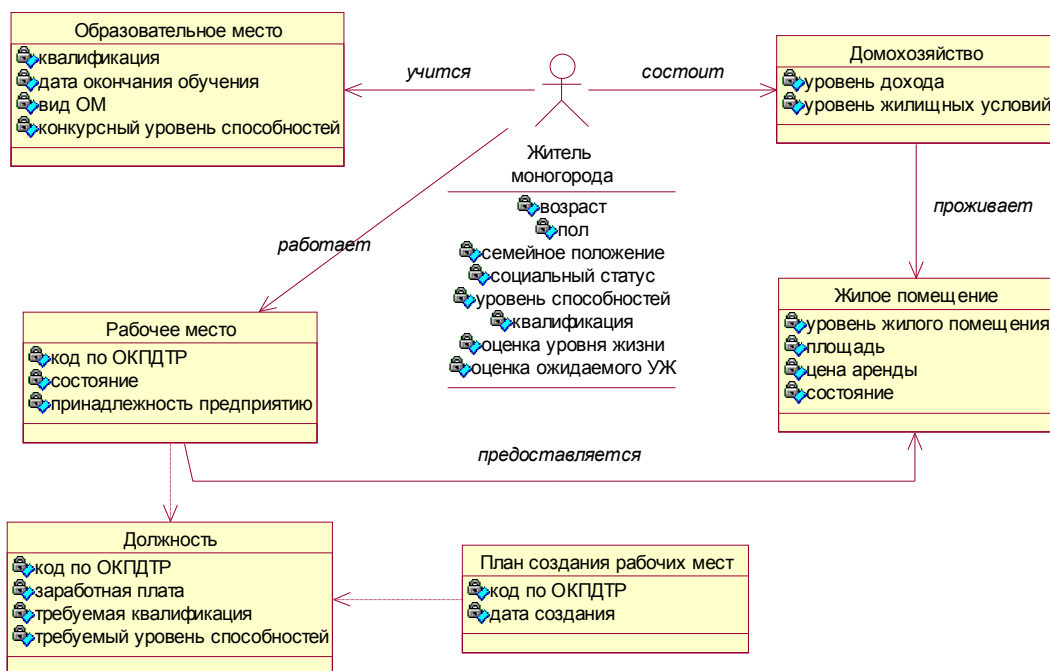 Образовательное место
квалификация
дата окончания обучения
вид ОМ
конкурсный уровень способностей
учится
состоит
Домохозяйство
уровень дохода
уровень жилищных условий
Житель
моногорода
возраст
пол
семейное положение
социальный статус
уровень способностей
квалификация
оценка уровня жизни
оценка ожидаемого УЖ
работает
проживает
Рабочее место
код по ОКПДТР
состояние
принадлежность предприятию
Жилое помещение
уровень жилого помещения
площадь
цена аренды
состояние
предоставляется
Должность
код по ОКПДТР
заработная плата
требуемая квалификация
требуемый уровень способностей
План создания рабочих мест
код по ОКПДТР
дата создания